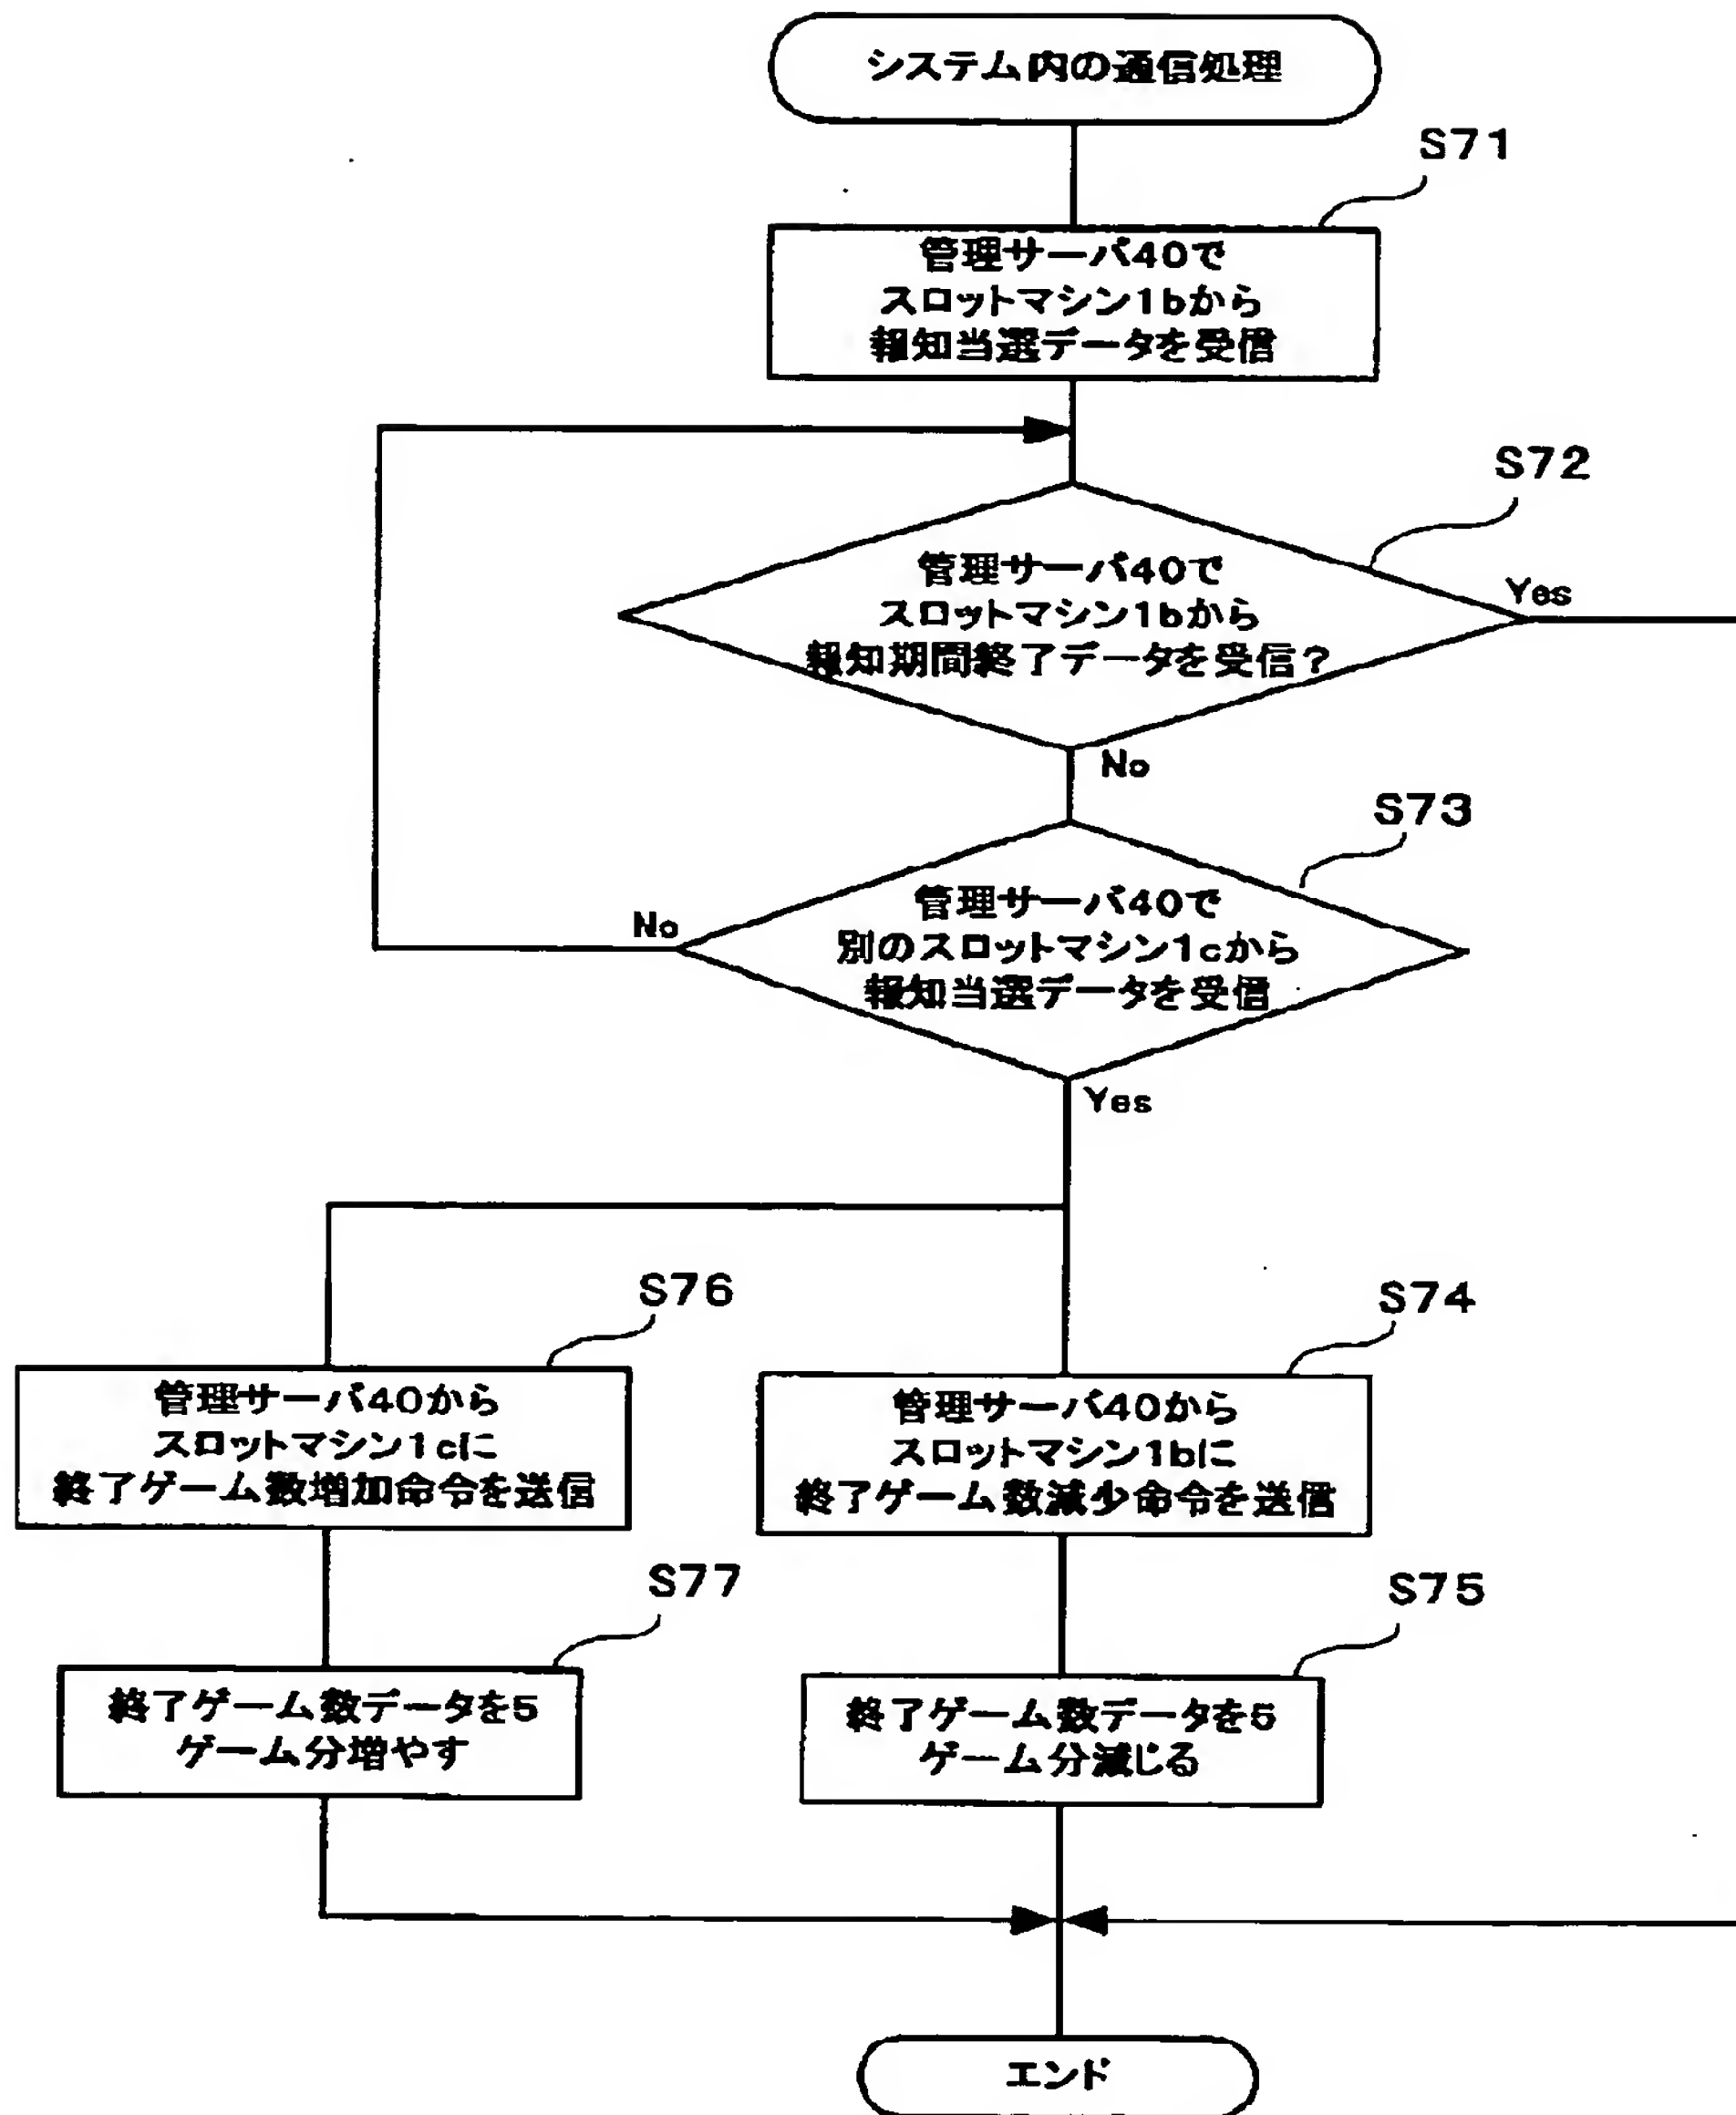 システム内の通信処理
S71
管理サーバ40で
スロットマシン1bから
報知当選データを受信
S72
管理サーバ40で
スロットマシン1bから
報知期間終了データを受信?
Yes
No
S73
管理サーバ40で
別のスロットマシン1cから
報知当選データを受信
No
Yes
S76
管理サーバ40から
スロットマシン1cに
終了ゲーム数増加命令を送信
S74
管理サーバ40から
スロットマシン1bに
終了ゲーム数減少命令を送信
S77
終了ゲーム数データを5
ゲーム分増やす
S75
終了ゲーム数データを5
ゲーム分減じる
エンド